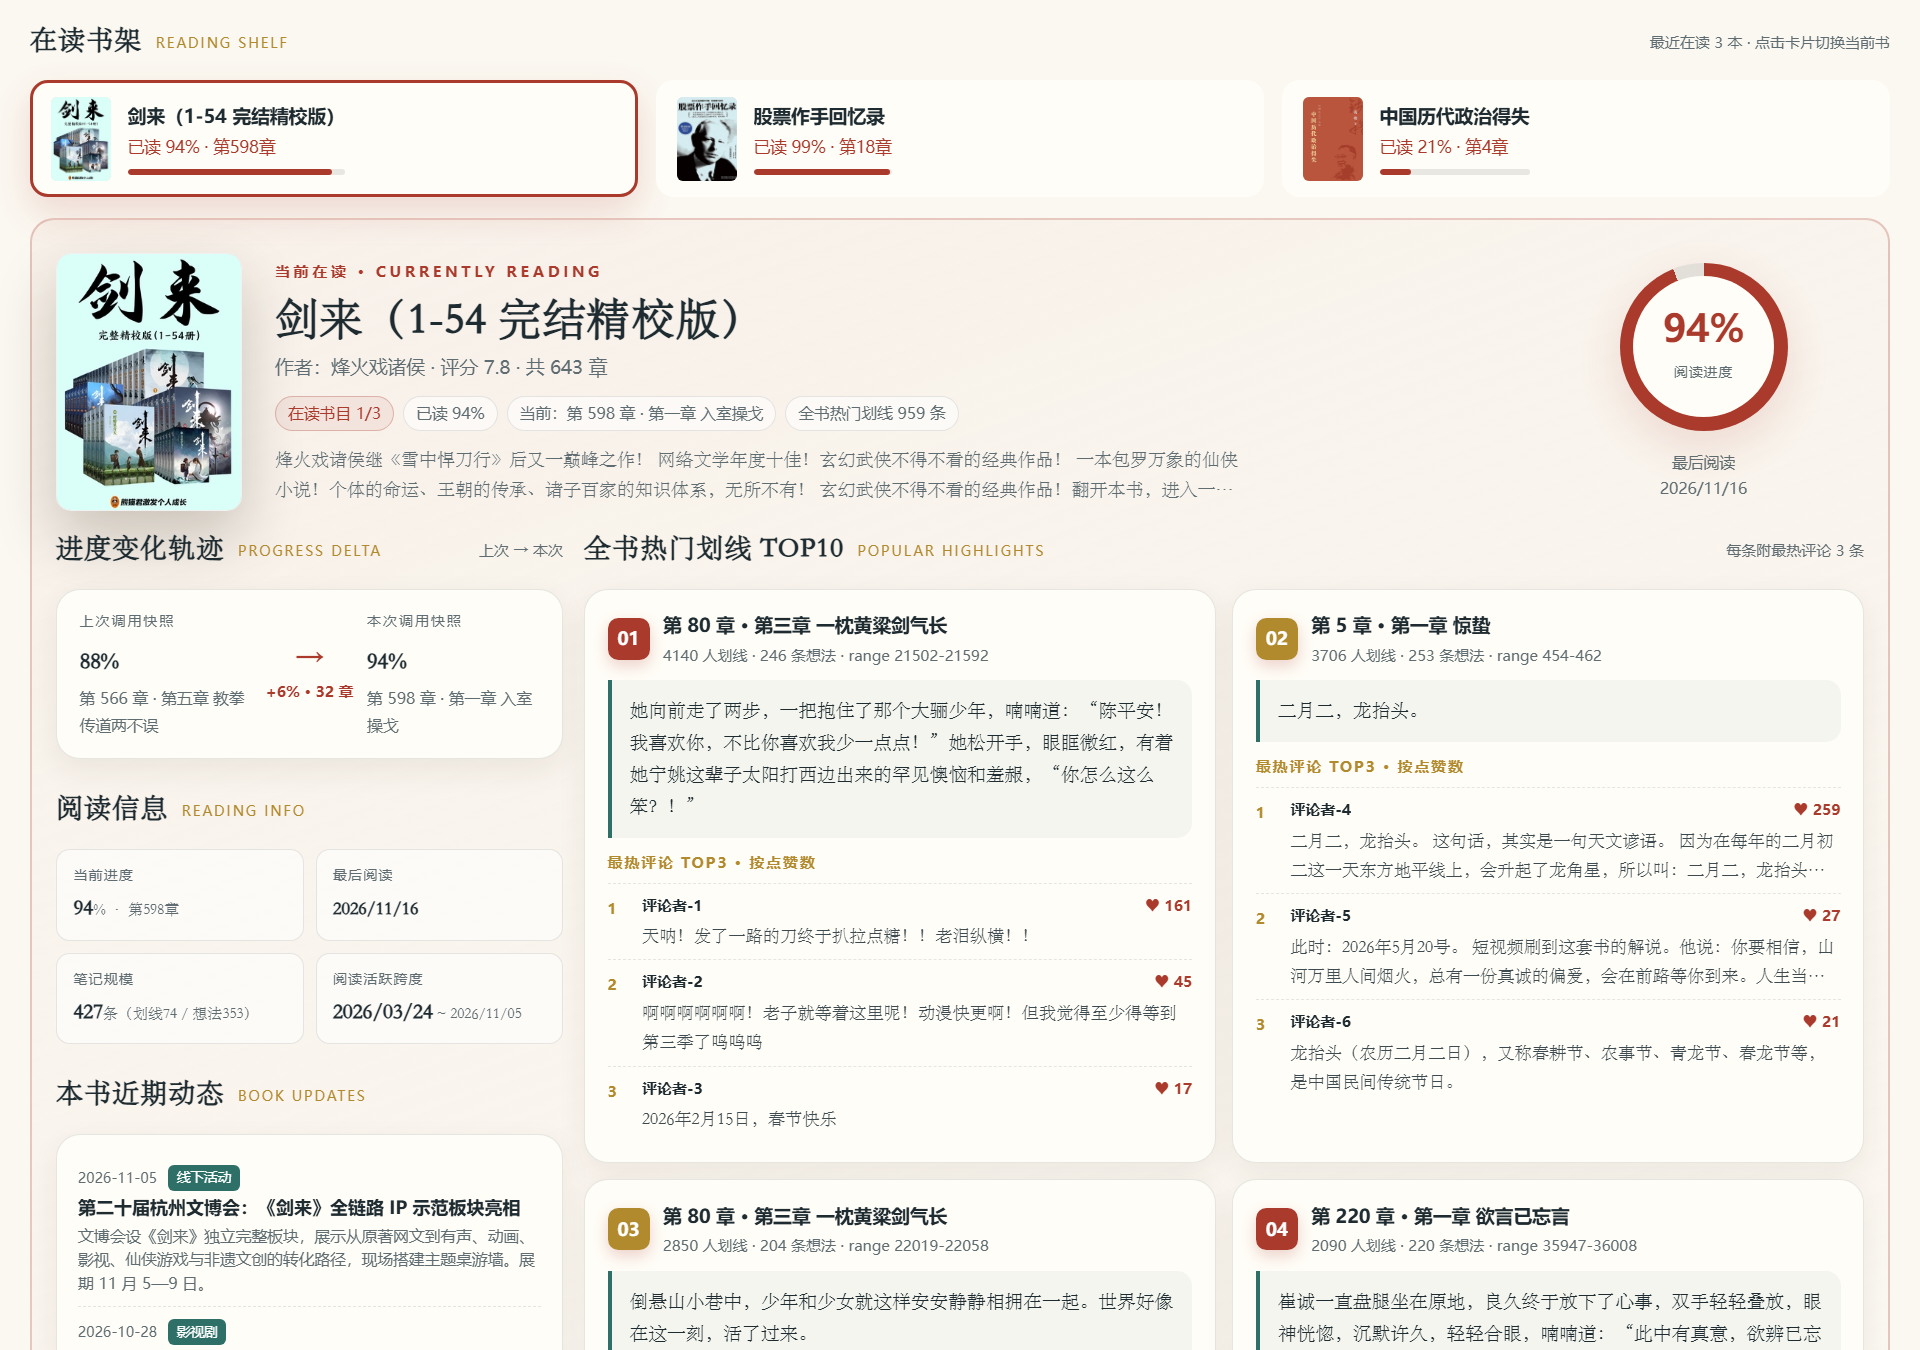 在读书架 READING SHELF
最近在读 3 本 · 点击卡片切换当前书
剑来
剑来（1-54 完结精校版）
已读 94% · 第598章
股票作手回忆录
股票作手回忆录
已读 99% · 第18章
中国历代政治得失
中国历代政治得失
已读 21% · 第4章
剑来
完整精校版(1-54册)
剑来
剑来
剑来
剑来
熊猫君激发个人成长
当前在读 • CURRENTLY READING
剑来（1-54 完结精校版）
作者：烽火戏诸侯 · 评分 7.8 · 共 643 章
在读书目 1/3
已读 94%
当前：第 598 章 · 第一章 入室操戈
全书热门划线 959 条
烽火戏诸侯继《雪中悍刀行》后又一巅峰之作！ 网络文学年度十佳！玄幻武侠不得不看的经典作品！ 一本包罗万象的仙侠
小说！个体的命运、王朝的传承、诸子百家的知识体系，无所不有！ 玄幻武侠不得不看的经典作品！翻开本书，进入一…
94%
阅读进度
最后阅读
2026/11/16
进度变化轨迹 PROGRESS DELTA
上次 → 本次
上次调用快照
88%
第 566 章 · 第五章 教拳
传道两不误
→
+6% • 32 章
本次调用快照
94%
第 598 章 · 第一章 入室
操戈
阅读信息 READING INFO
当前进度
94% · 第598章
最后阅读
2026/11/16
笔记规模
427条（划线74 / 想法353）
阅读活跃跨度
2026/03/24 ~ 2026/11/05
本书近期动态 BOOK UPDATES
2026-11-05 线下活动
第二十届杭州文博会：《剑来》全链路 IP 示范板块亮相
文博会设《剑来》独立完整板块，展示从原著网文到有声、动画、
影视、仙侠游戏与非遗文创的转化路径，现场搭建主题桌游墙。展
期 11 月 5—9 日。
2026-10-28 影视剧
全书热门划线 TOP10 POPULAR HIGHLIGHTS
每条附最热评论 3 条
01
第 80 章 • 第三章 一枕黄粱剑气长
4140 人划线 · 246 条想法 · range 21502-21592
她向前走了两步，一把抱住了那个大骊少年，喃喃道：“陈平安！
我喜欢你，不比你喜欢我少一点点！”她松开手，眼眶微红，有着
她宁姚这辈子太阳打西边出来的罕见懊恼和羞赧，“你怎么这么
笨？！”
最热评论 TOP3 • 按点赞数
1 评论者-1 ♥ 161
天呐！发了一路的刀终于扒拉点糖！！老泪纵横！！
2 评论者-2 ♥ 45
啊啊啊啊啊啊！老子就等着这里呢！动漫快更啊！但我觉得至少得等到
第三季了呜呜呜
3 评论者-3 ♥ 17
2026年2月15日，春节快乐
02
第 5 章 • 第一章 惊蛰
3706 人划线 · 253 条想法 · range 454-462
二月二，龙抬头。
最热评论 TOP3 • 按点赞数
1 评论者-4 ♥ 259
二月二，龙抬头。 这句话，其实是一句天文谚语。 因为在每年的二月初
二这一天东方地平线上，会升起了龙角星，所以叫：二月二，龙抬头…
2 评论者-5 ♥ 27
此时：2026年5月20号。 短视频刷到这套书的解说。他说：你要相信，山
河万里人间烟火，总有一份真诚的偏爱，会在前路等你到来。人生当…
3 评论者-6 ♥ 21
龙抬头（农历二月二日），又称春耕节、农事节、青龙节、春龙节等，
是中国民间传统节日。
03
第 80 章 • 第三章 一枕黄粱剑气长
2850 人划线 · 204 条想法 · range 22019-22058
倒悬山小巷中，少年和少女就这样安安静静相拥在一起。世界好像
在这一刻，活了过来。
04
第 220 章 • 第一章 欲言已忘言
2090 人划线 · 220 条想法 · range 35947-36008
崔诚一直盘腿坐在原地，良久终于放下了心事，双手轻轻叠放，眼
神恍惚，沉默许久，轻轻合眼，喃喃道：“此中有真意，欲辨已忘